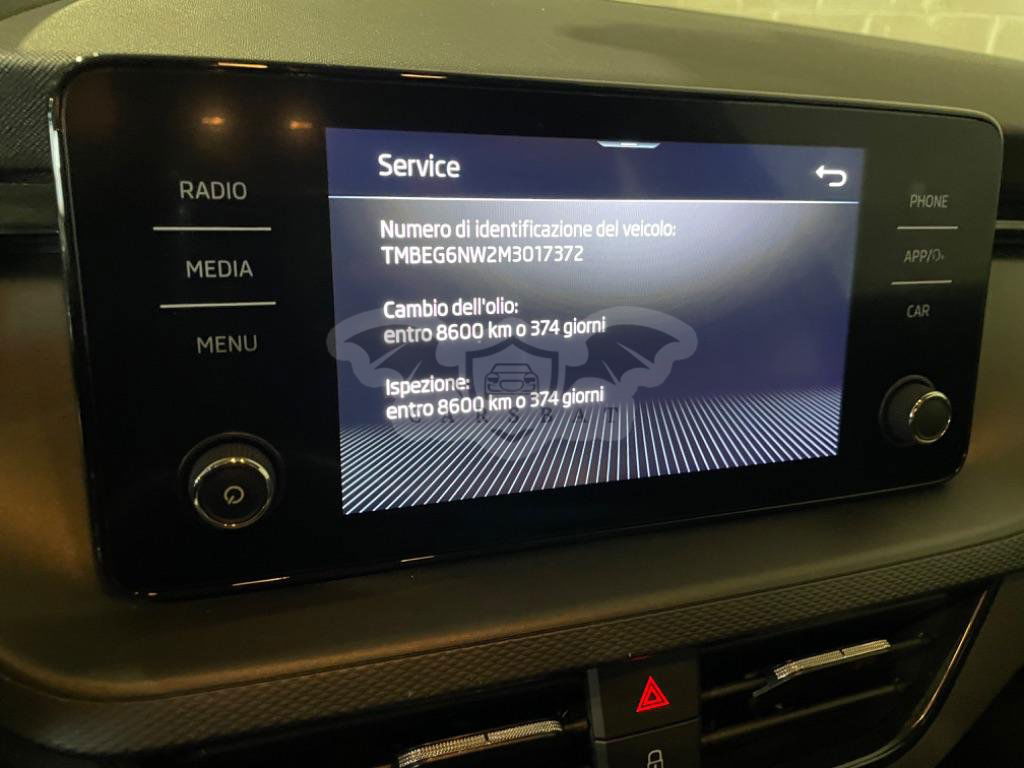 RADIO
MEDIA
MENU
Service
Numero di identificazione del veicolo:
TMBEG6NW2M3017372
Cambio dell'olio:
entro 8600 km o 374 giorni
Ispezione:
entro 8600 km o 374 giorni
CARSBAT
PHONE
APP/
CAR